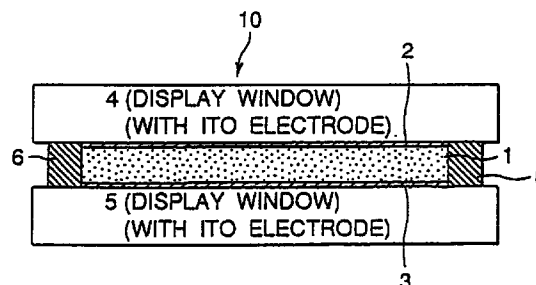 10
2
4 (DISPLAY WINDOW)
(WITH ITO ELECTRODE)
6
1
5 (DISPLAY WINDOW)
(WITH ITO ELECTRODE)
3